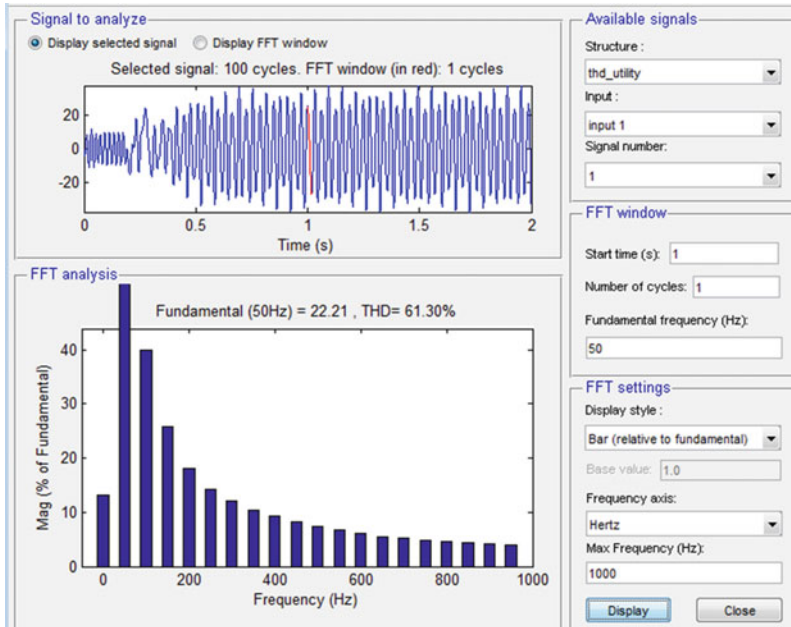 Signal to analyze
Display selected signal
Display FFT window
Selected signal: 100 cycles. FFT window (in red): 1 cycles
20
0
-20
0
0.5
1
1.5
2
Time (s)
FFT analysis
Fundamental (50Hz) = 22.21 , THD= 61.30%
Mag (% of Fundamental)
40
30
20
10
0
0
200
400
600
800
1000
Frequency (Hz)
Available signals
Structure :
thd_utility
Input :
input 1
Signal number:
1
FFT window
Start time (s): 1
Number of cycles: 1
Fundamental frequency (Hz):
50
FFT settings
Display style :
Bar (relative to fundamental)
Base value: 1.0
Frequency axis:
Hertz
Max Frequency (Hz):
1000
Display
Close